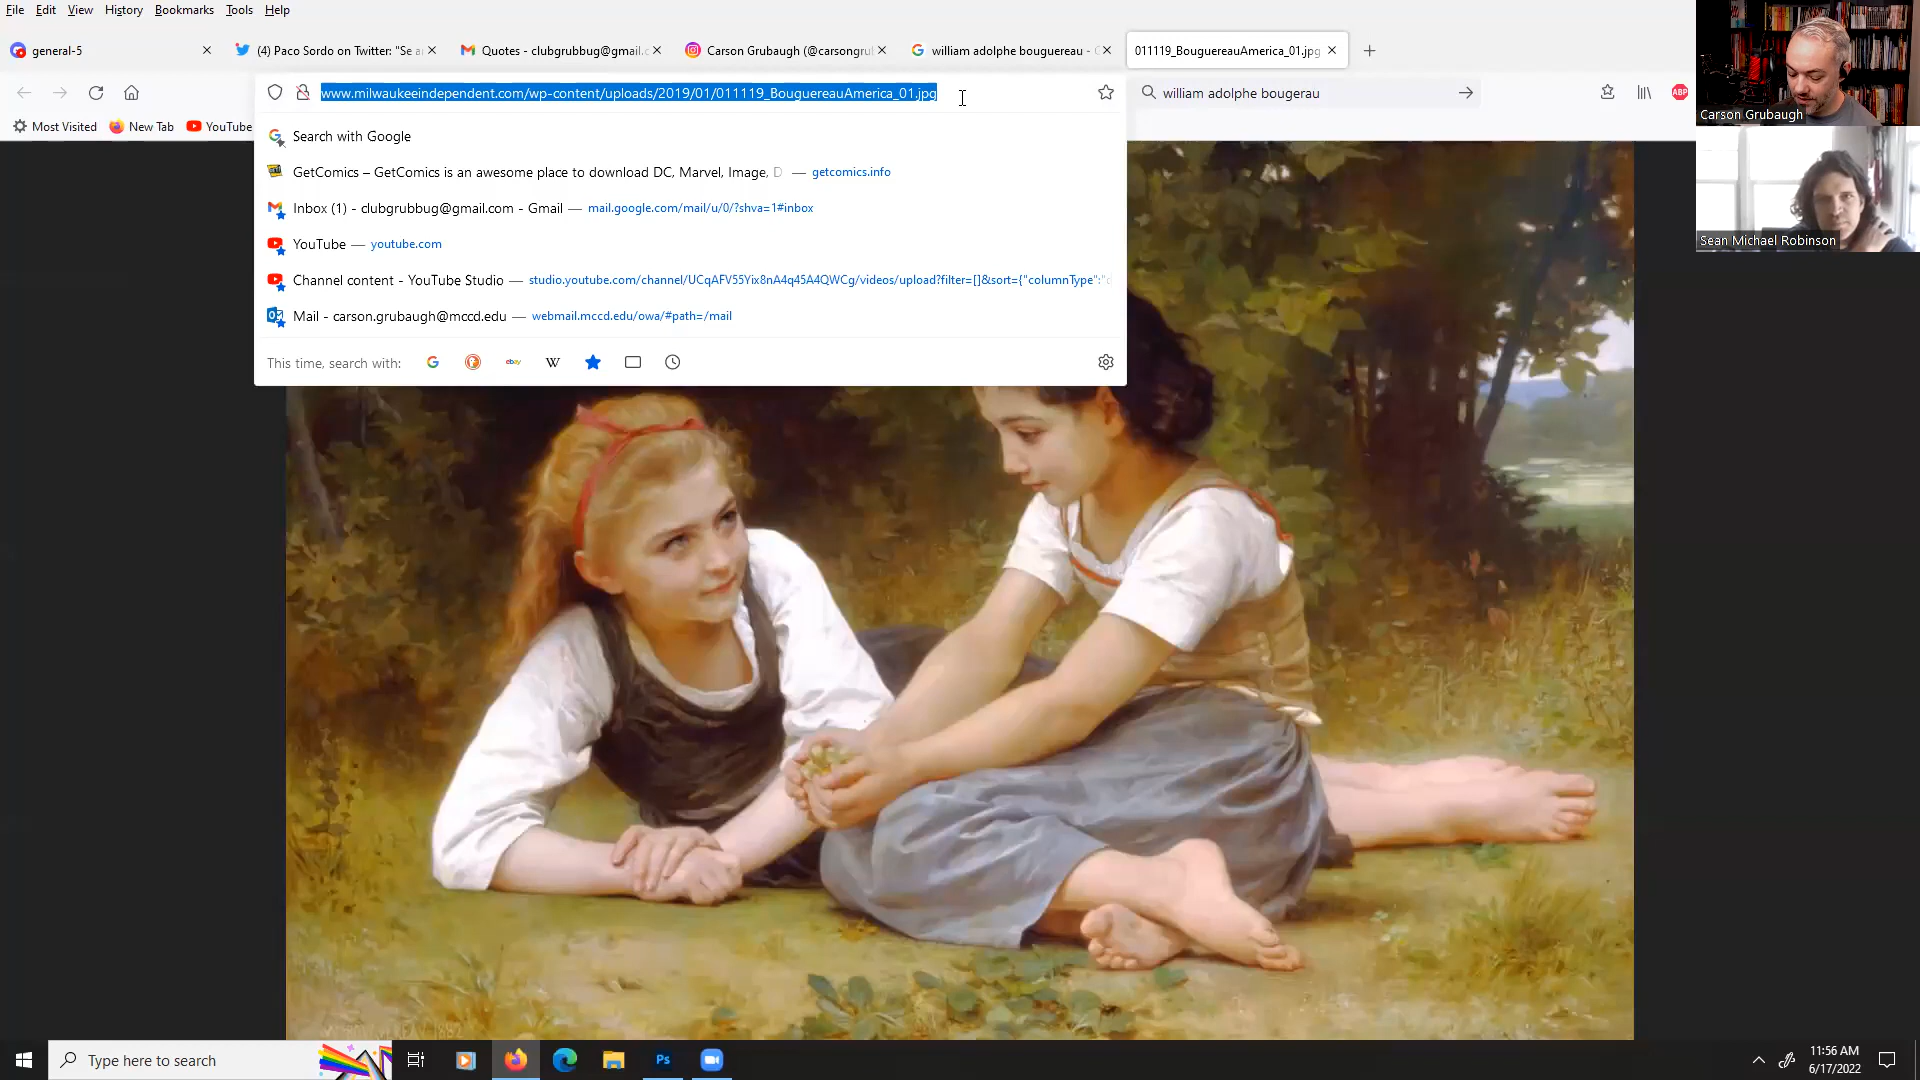 File Edit View History Bookmarks Tools Help
general-5
(4) Paco Sordo on Twitter: "Se a
Quotes - clubgrubbug@gmail.c
Carson Grubaugh (@carsongru
william adolphe bouguereau - G
011119_BouguereauAmerica_01.jpg
www.milwaukeeindependent.com/wp-content/uploads/2019/01/011119_BouguereauAmerica_01.jpg
william adolphe bougerau
ABP
Carson Grubaugh
Most Visited New Tab YouTube
Search with Google
GetComics – GetComics is an awesome place to download DC, Marvel, Image, D — getcomics.info
Inbox (1) - clubgrubbug@gmail.com - Gmail — mail.google.com/mail/u/0/?shva=1#inbox
YouTube — youtube.com
Sean Michael Robinson
Channel content - YouTube Studio — studio.youtube.com/channel/UCqAFV55Yix8nA4q45A4QWCg/videos/upload?filter=[]&sort={"columnType":"
Mail - carson.grubaugh@mccd.edu — webmail.mccd.edu/owa/#path=/mail
This time, search with: G ebay W
Type here to search
Ps
11:56 AM
6/17/2022